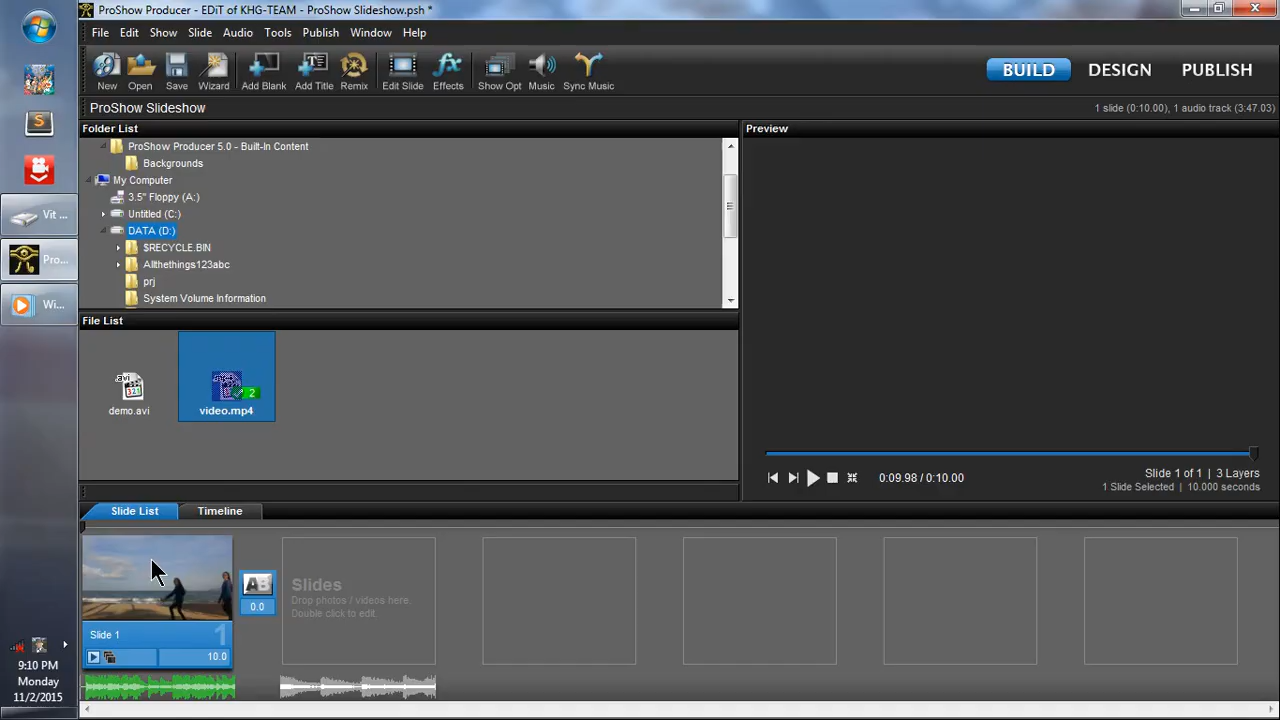 ProShow Producer - EDiT of KHG-TEAM - ProShow Slideshow.psh *
File Edit Show Slide Audio Tools Publish Window Help
New Open Save Wizard Add Blank Add Title Remix Edit Slide Effects Show Opt Music Sync Music
BUILD DESIGN PUBLISH
ProShow Slideshow
1 slide (0:10.00), 1 audio track (3:47.03)
Folder List
ProShow Producer 5.0 - Built-In Content
Backgrounds
My Computer
3.5" Floppy (A:)
Untitled (C:)
DATA (D:)
$RECYCLE.BIN
Allthethings123abc
prj
System Volume Information
Preview
File List
demo.avi
2
video.mp4
0:09.98 / 0:10.00
Slide 1 of 1 | 3 Layers
1 Slide Selected | 10.000 seconds
Slide List Timeline
Slide 1
1
10.0
AB
0.0
Slides
Drop photos / videos here.
Double click to edit.
Vit ...
Pro...
Wi...
9:10 PM
Monday
11/2/2015